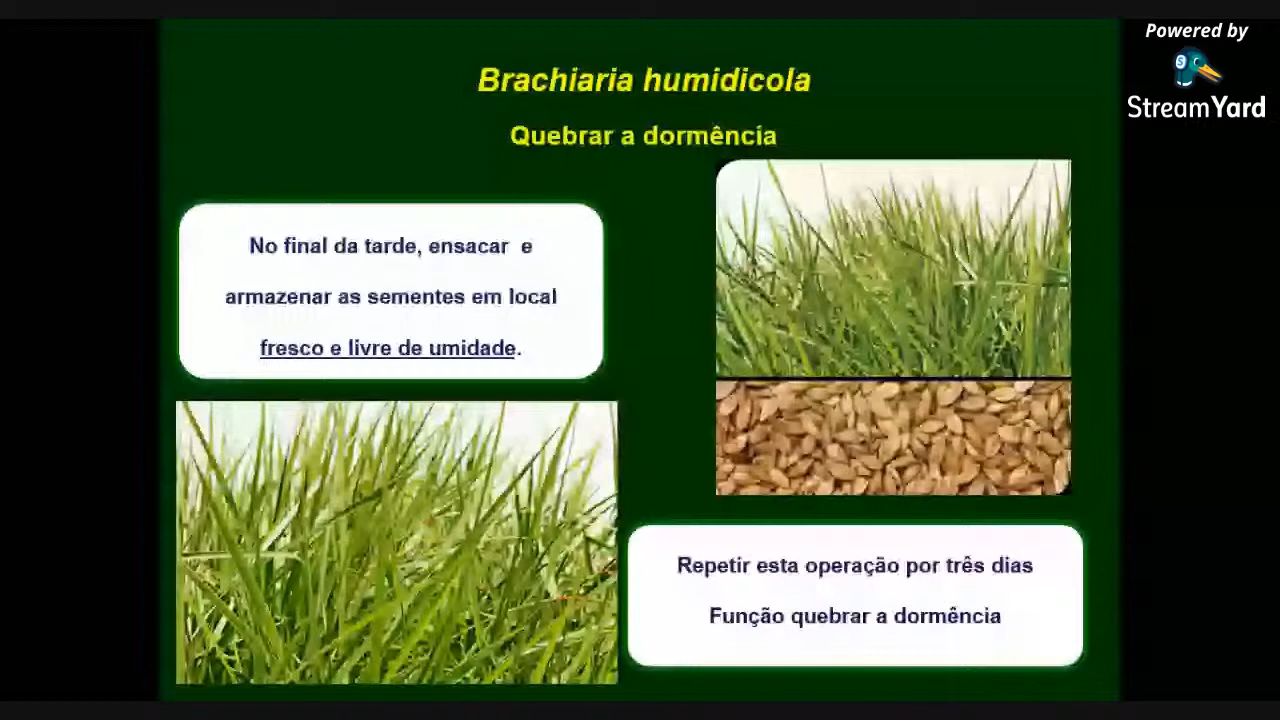 Powered by
StreamYard
Brachiaria humidicola
Quebrar a dormência
No final da tarde, ensacar e
armazenar as sementes em local
fresco e livre de umidade.
Repetir esta operação por três dias
Função quebrar a dormência